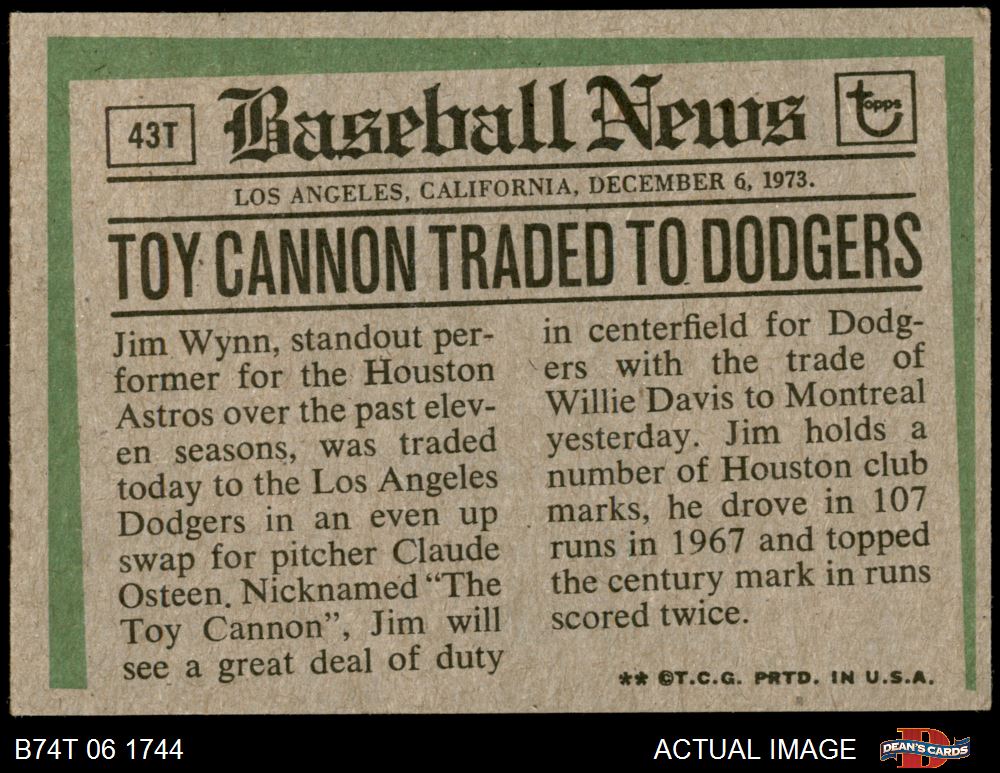 43T
Baseball News
topps
LOS ANGELES, CALIFORNIA, DECEMBER 6, 1973.
TOY CANNON TRADED TO DODGERS
Jim Wynn, standout per-
former for the Houston
Astros over the past elev-
en seasons, was traded
today to the Los Angeles
Dodgers in an even up
swap for pitcher Claude
Osteen. Nicknamed “The
Toy Cannon”, Jim will
see a great deal of duty
in centerfield for Dodg-
ers with the trade of
Willie Davis to Montreal
yesterday. Jim holds a
number of Houston club
marks, he drove in 107
runs in 1967 and topped
the century mark in runs
scored twice.
** ©T.C.G. PRTD. IN U.S.A.
B74T 06 1744
ACTUAL IMAGE
DEAN'S CARDS